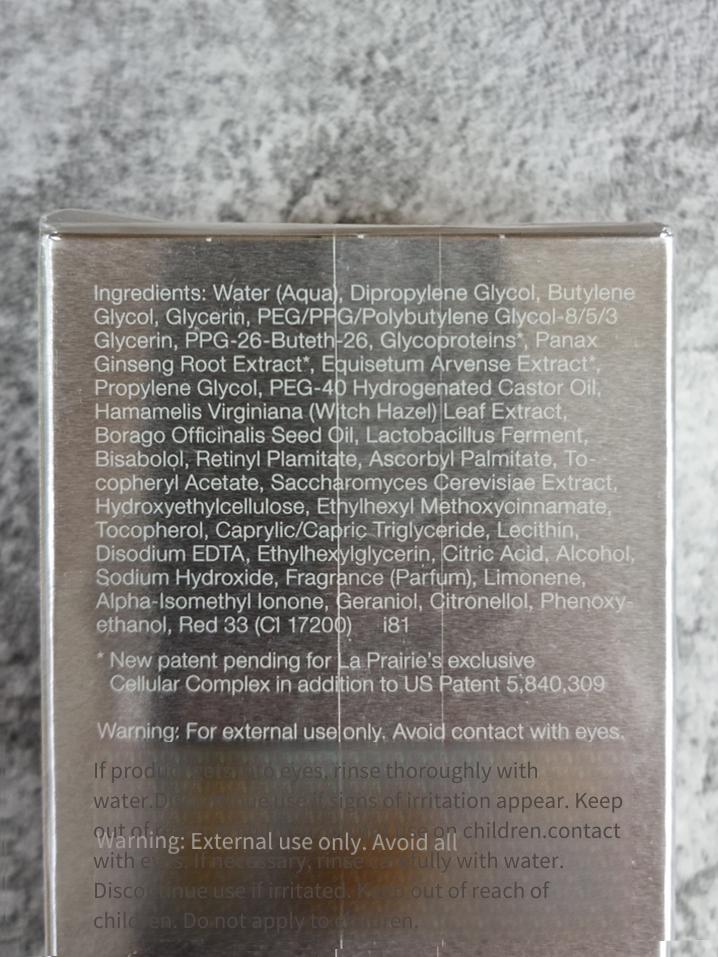 Ingredients: Water (Aqua), Dipropylene Glycol, Butylene
Glycol, Glycerin, PEG/PPG/Polybutylene Glycol-8/5/3
Glycerin, PPG-26-Buteth-26, Glycoproteins*, Panax
Ginseng Root Extract*, Equisetum Arvense Extract*,
Propylene Glycol, PEG-40 Hydrogenated Castor Oil,
Hamamelis Virginiana (Witch Hazel) Leaf Extract,
Borago Officinalis Seed Oil, Lactobacillus Ferment,
Bisabolol, Retinyl Plamitate, Ascorbyl Palmitate, To-
copheryl Acetate, Saccharomyces Cerevisiae Extract,
Hydroxyethylcellulose, Ethylhexyl Methoxycinnamate,
Tocopherol, Caprylic/Capric Triglyceride, Lecithin,
Disodium EDTA, Ethylhexylglycerin, Citric Acid, Alcohol,
Sodium Hydroxide, Fragrance (Parfum), Limonene,
Alpha-Isomethyl Ionone, Geraniol, Citronellol, Phenoxy-
ethanol, Red 33 (CI 17200) i81
* New patent pending for La Prairie's exclusive
Cellular Complex in addition to US Patent 5,840,309
Warning: For external use only. Avoid contact with eyes.
If product gets into eyes, rinse thoroughly with
water.Discontinue use if signs of irritation appear. Keep
out of on children.contact
Warning: External use only. Avoid all
with eyes. If necessary, rinse carefully with water.
Discontinue use if irritated. Keep out of reach of
children. Do not apply to children.